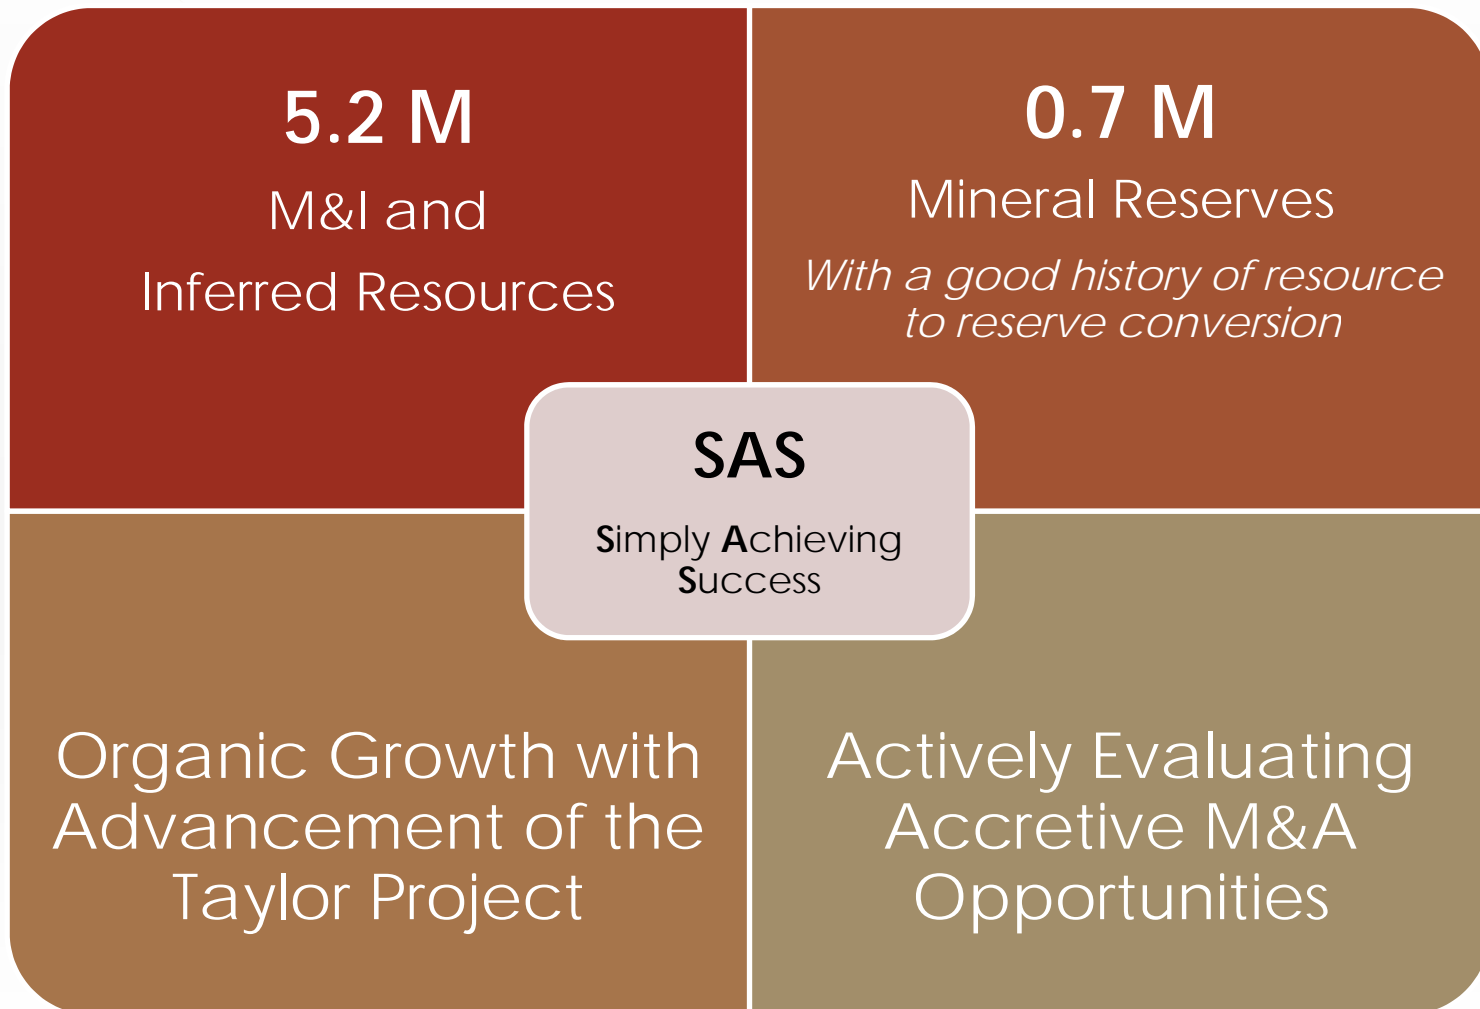 5.2 M
M&I and
Inferred Resources
0.7 M
Mineral Reserves
With a good history of resource
to reserve conversion
SAS
Simply Achieving
Success
Organic Growth with
Advancement of the
Taylor Project
Actively Evaluating
Accretive M&A
Opportunities